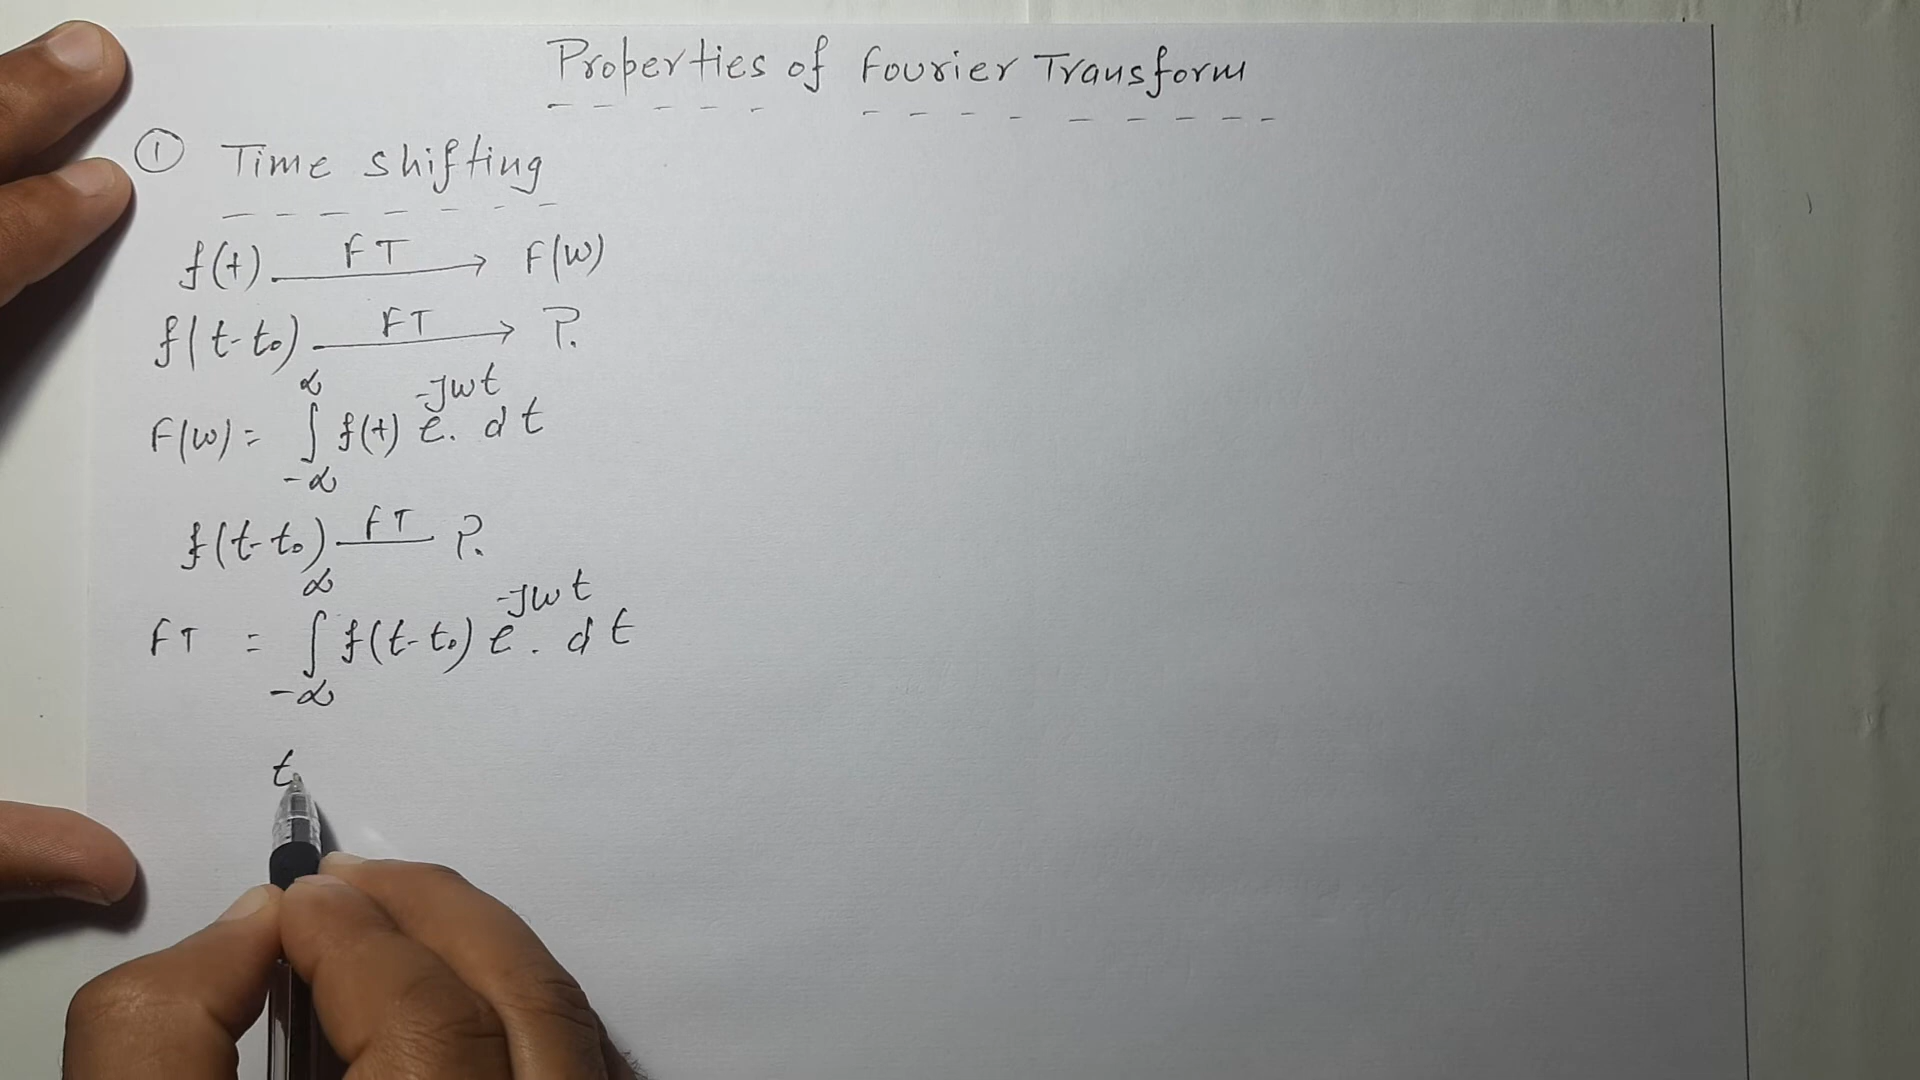 Properties of Fourier Transform
① Time shifting
f(t) FT → F(w)
f(t-t₀) FT → ?
F(w) = ∫_{-∞}^{∞} f(t) e^{-jwt}. dt
f(t-t₀) FT ?
FT = ∫_{-∞}^{∞} f(t-t₀) e^{-jwt}. dt
t